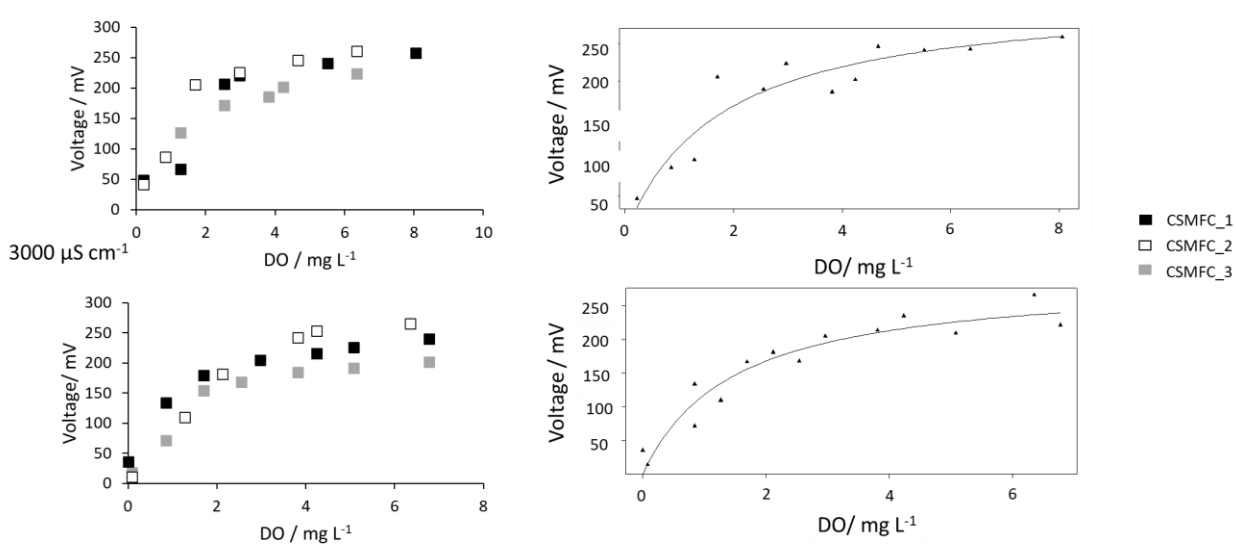 300
250
200
150
100
50
0
Voltage / mV
0 2 4 6 8 10
DO / mg L⁻¹
250
200
150
100
50
Voltage / mV
0 2 4 6 8
DO/ mg L⁻¹
CSMFC_1
CSMFC_2
CSMFC_3
3000 µS cm⁻¹
300
250
200
150
100
50
0
Voltage/ mV
0 2 4 6 8
DO / mg L⁻¹
250
200
150
100
50
Voltage / mV
0 2 4 6
DO/ mg L⁻¹